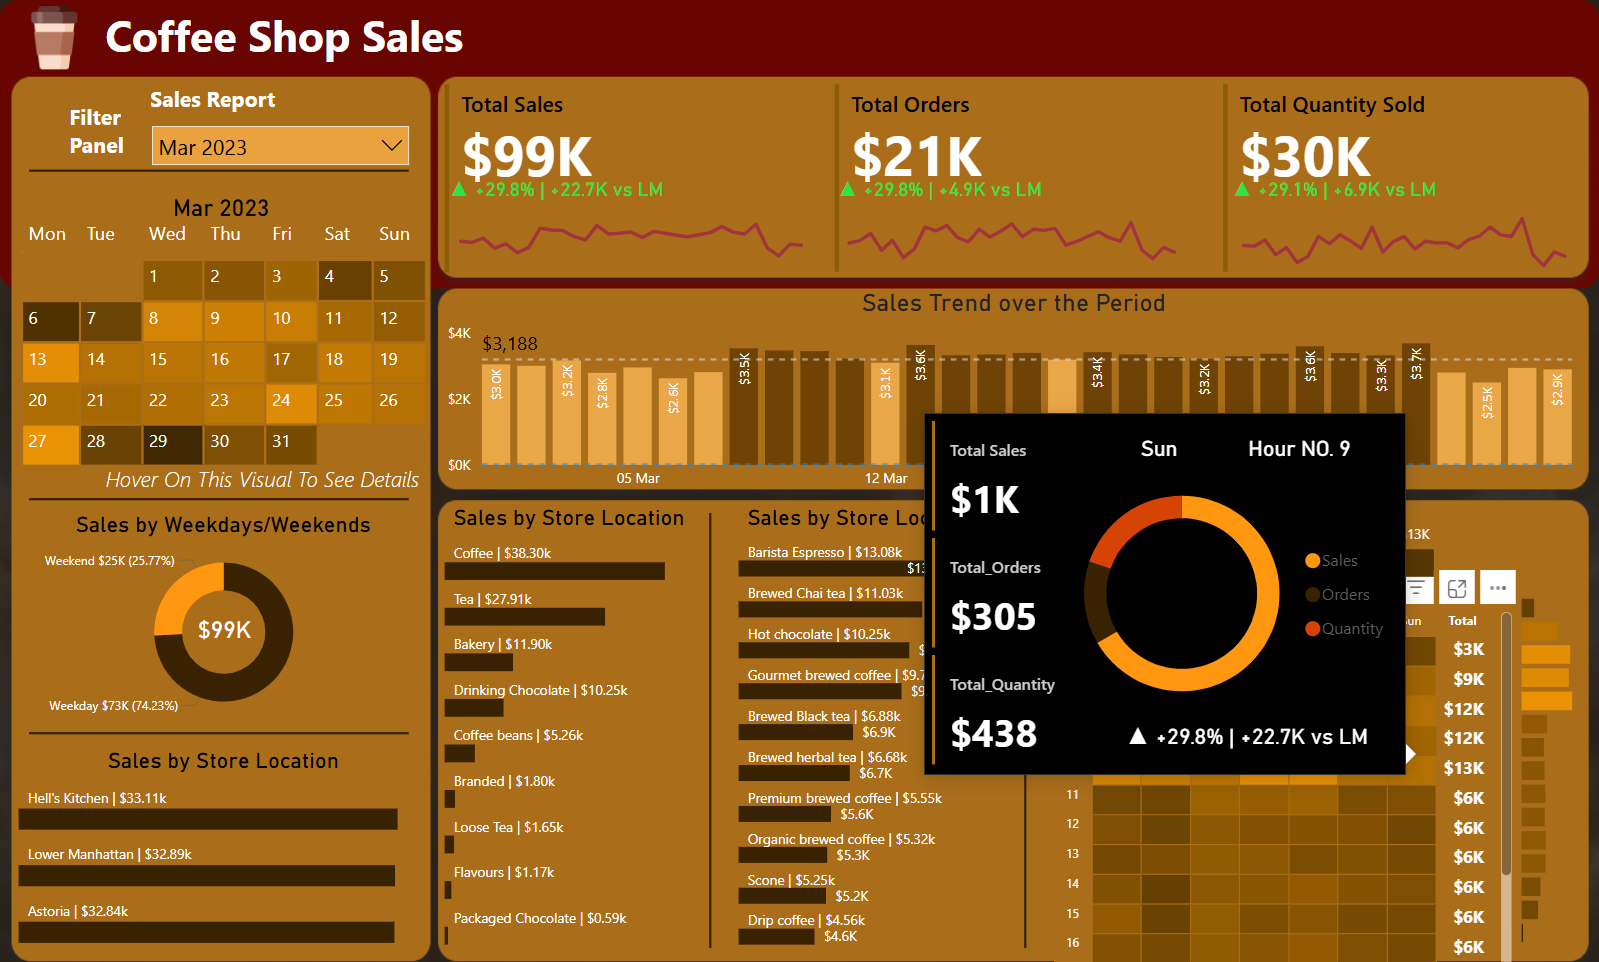 Coffee Shop Sales
Filter Panel
Sales Report
Mar 2023
Mar 2023
Mon Tue Wed Thu Fri Sat Sun
1 2 3 4 5
6 7 8 9 10 11 12
13 14 15 16 17 18 19
20 21 22 23 24 25 26
27 28 29 30 31
Hover On This Visual To See Details
Sales by Weekdays/Weekends
Weekend $25K (25.77%)
$99K
Weekday $73K (74.23%)
Sales by Store Location
Hell's Kitchen | $33.11k
Lower Manhattan | $32.89k
Astoria | $32.84k
Total Sales
$99K
▲ +29.8% | +22.7K vs LM
Total Orders
$21K
▲ +29.8% | +4.9K vs LM
Total Quantity Sold
$30K
▲ +29.1% | +6.9K vs LM
Sales Trend over the Period
$4K
$2K
$0K
$3,188
$3.0K $3.2K $2.8K $2.6K $3.5K $3.1K $3.6K $3.4K $3.2K $3.6K $3.3K $3.7K $2.5K $2.9K
05 Mar 12 Mar
Sales by Store Location
Coffee | $38.30k
Tea | $27.91k
Bakery | $11.90k
Drinking Chocolate | $10.25k
Coffee beans | $5.26k
Branded | $1.80k
Loose Tea | $1.65k
Flavours | $1.17k
Packaged Chocolate | $0.59k
Sales by Store Loc
Barista Espresso | $13.08k
$13
Brewed Chai tea | $11.03k
Hot chocolate | $10.25k
$
Gourmet brewed coffee | $9.7
$9
Brewed Black tea | $6.88k
$6.9K
Brewed herbal tea | $6.68k
$6.7K
Premium brewed coffee | $5.55k
$5.6K
Organic brewed coffee | $5.32k
$5.3K
Scone | $5.25k
$5.2K
Drip coffee | $4.56k
$4.6K
Total Sales
$1K
Sun
Hour NO. 9
Total_Orders
$305
Total_Quantity
$438
Sales
Orders
Quantity
▲ +29.8% | +22.7K vs LM
13K
Sun Total
$3K
$9K
$12K
$12K
$13K
11 $6K
12 $6K
13 $6K
14 $6K
15 $6K
16 $6K